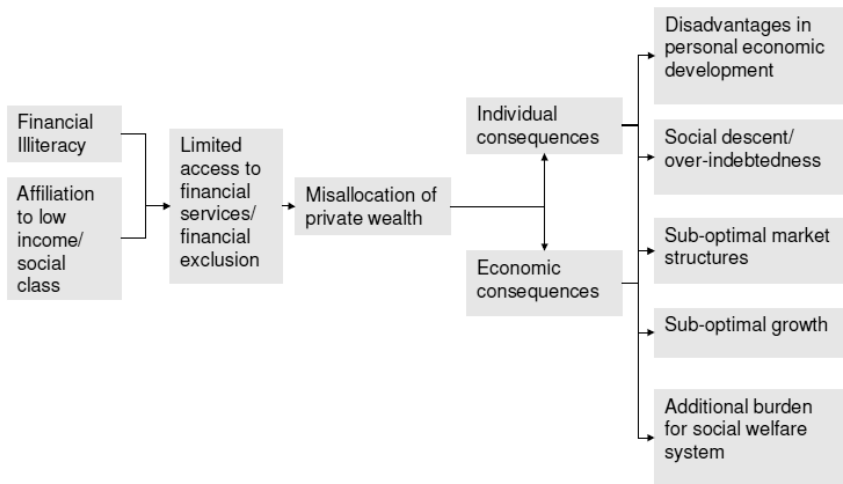 Financial
Illiteracy
Affiliation
to low
income/
social
class
Limited
access to
financial
services/
financial
exclusion
Misallocation of
private wealth
Individual
consequences
Economic
consequences
Disadvantages in
personal economic
development
Social descent/
over-indebtedness
Sub-optimal market
structures
Sub-optimal growth
Additional burden
for social welfare
system